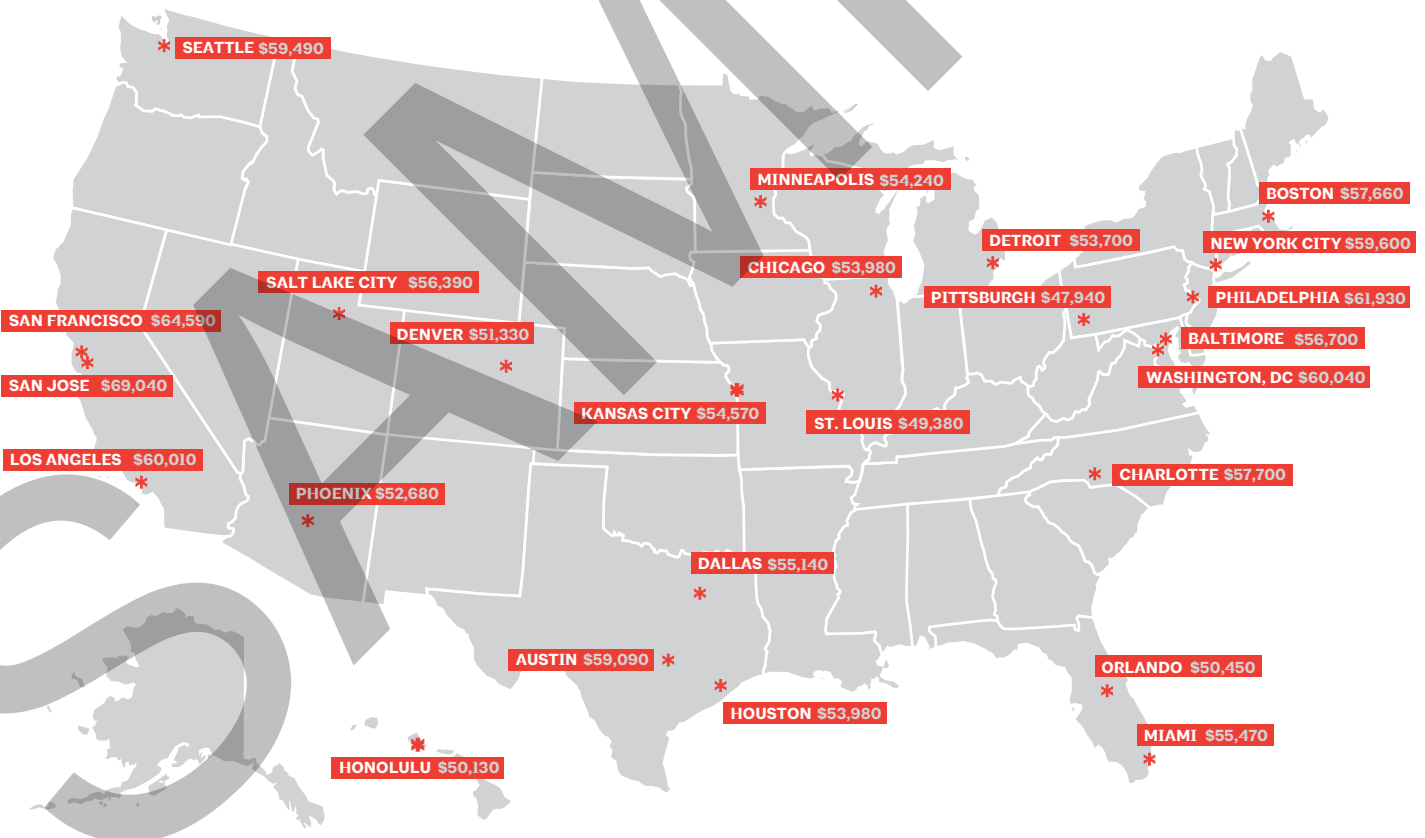 SEATTLE $59,490
MINNEAPOLIS $54,240
BOSTON $57,660
DETROIT $53,700
NEW YORK CITY $59,600
CHICAGO $53,980
SALT LAKE CITY $56,390
PITTSBURGH $47,940
PHILADELPHIA $61,930
SAN FRANCISCO $64,590
DENVER $51,330
BALTIMORE $56,700
WASHINGTON, DC $60,040
SAN JOSE $69,040
KANSAS CITY $54,570
ST. LOUIS $49,380
LOS ANGELES $60,010
CHARLOTTE $57,700
PHOENIX $52,680
DALLAS $55,140
AUSTIN $59,090
ORLANDO $50,450
HOUSTON $53,980
MIAMI $55,470
HONOLULU $50,130